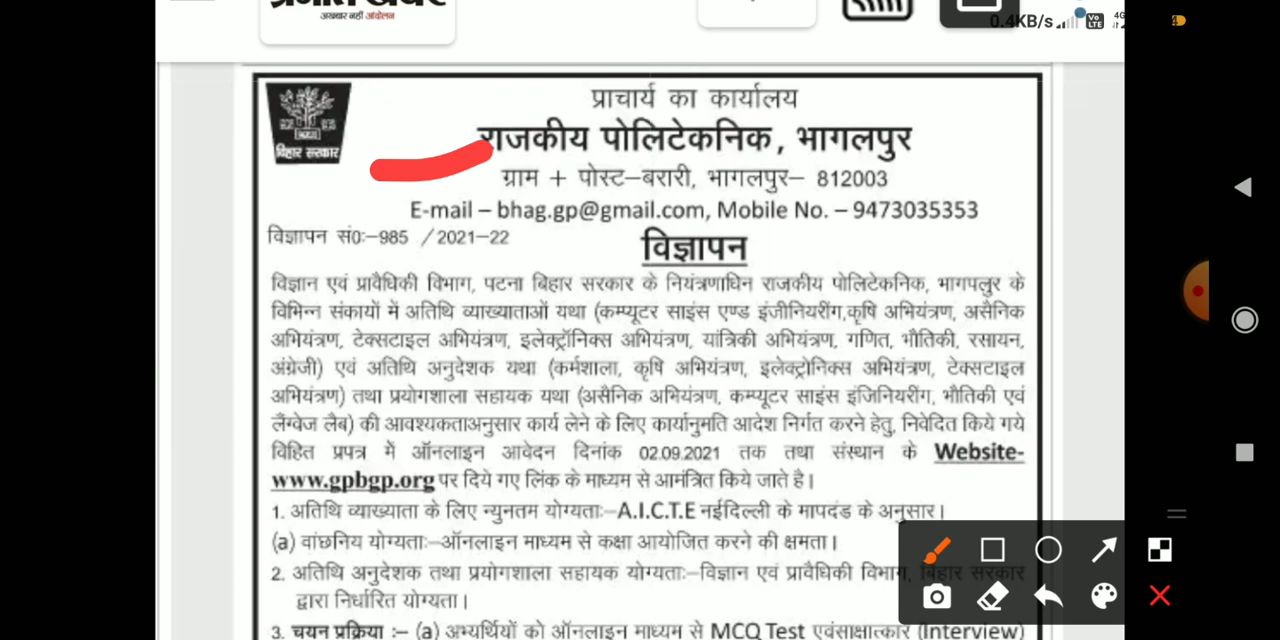 अखबार नहीं आंदोलन
0.4KB/s Vo LTE 4G
बिहार सरकार
प्राचार्य का कार्यालय
राजकीय पोलिटेकनिक, भागलपुर
ग्राम + पोस्ट–बरारी, भागलपुर– 812003
E-mail – bhag.gp@gmail.com, Mobile No. – 9473035353
विज्ञापन सं0:–985 /2021–22
विज्ञापन
विज्ञान एवं प्रावैधिकी विभाग, पटना बिहार सरकार के नियंत्रणाधिन राजकीय पोलिटेकनिक, भागपलुर के
विभिन संकायों में अतिथि व्याख्याताओं यथा (कम्प्यूटर साइंस एण्ड इंजीनियरींग,कृषि अभियंत्रण, असैनिक
अभियंत्रण, टेक्सटाइल अभियंत्रण, इलेक्ट्रॉनिक्स अभियंत्रण, यांत्रिकी अभियंत्रण, गणित, भौतिकी, रसायन,
अंग्रेजी) एवं अतिथि अनुदेशक यथा (कर्मशाला, कृषि अभियंत्रण, इलेक्ट्रोनिक्स अभियंत्रण, टेक्सटाइल
अभियंत्रण) तथा प्रयोगशाला सहायक यथा (असैनिक अभियंत्रण, कम्प्यूटर साइंस इंजिनियरींग, भौतिकी एवं
लैंग्वेज लैब) की आवश्यकताअनुसार कार्य लेने के लिए कार्यानुमति आदेश निर्गत करने हेतु, निवेदित किये गये
विहित प्रपत्र में ऑनलाइन आवेदन दिनांक 02.09.2021 तक तथा संस्थान के Website-
www.gpbgp.org पर दिये गए लिंक के माध्यम से आमंत्रित किये जाते है।
1. अतिथि व्याख्याता के लिए न्युनतम योग्यताः–A.I.C.T.E नईदिल्ली के मापदंड के अनुसार।
(a) वांछनिय योग्यताः–ऑनलाइन माध्यम से कक्षा आयोजित करने की क्षमता।
2. अतिथि अनुदेशक तथा प्रयोगशाला सहायक योग्यताः–विज्ञान एवं प्रावैधिकी विभाग, बिहार सरकार
द्वारा निर्धारित योग्यता।
3. चयन प्रक्रिया :– (a) अभ्यर्थियों को ऑनलाइन माध्यम से MCQ Test एवंसाक्षात्कार (Interview)